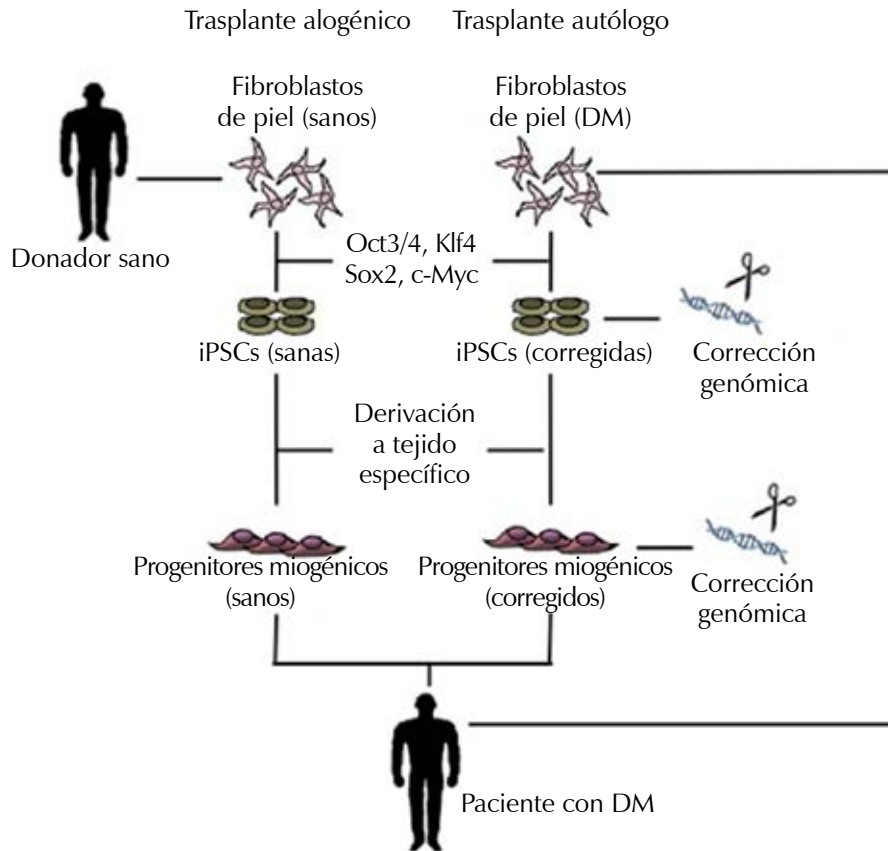 Trasplante alogénico
Trasplante autólogo
Fibroblastos
de piel (sanos)
Fibroblastos
de piel (DM)
Donador sano
Oct3/4, Klf4
Sox2, c-Myc
iPSCs (sanas)
iPSCs (corregidas)
Corrección
genómica
Derivación
a tejido
específico
Progenitores miogénicos
(sanos)
Progenitores miogénicos
(corregidos)
Corrección
genómica
Paciente con DM